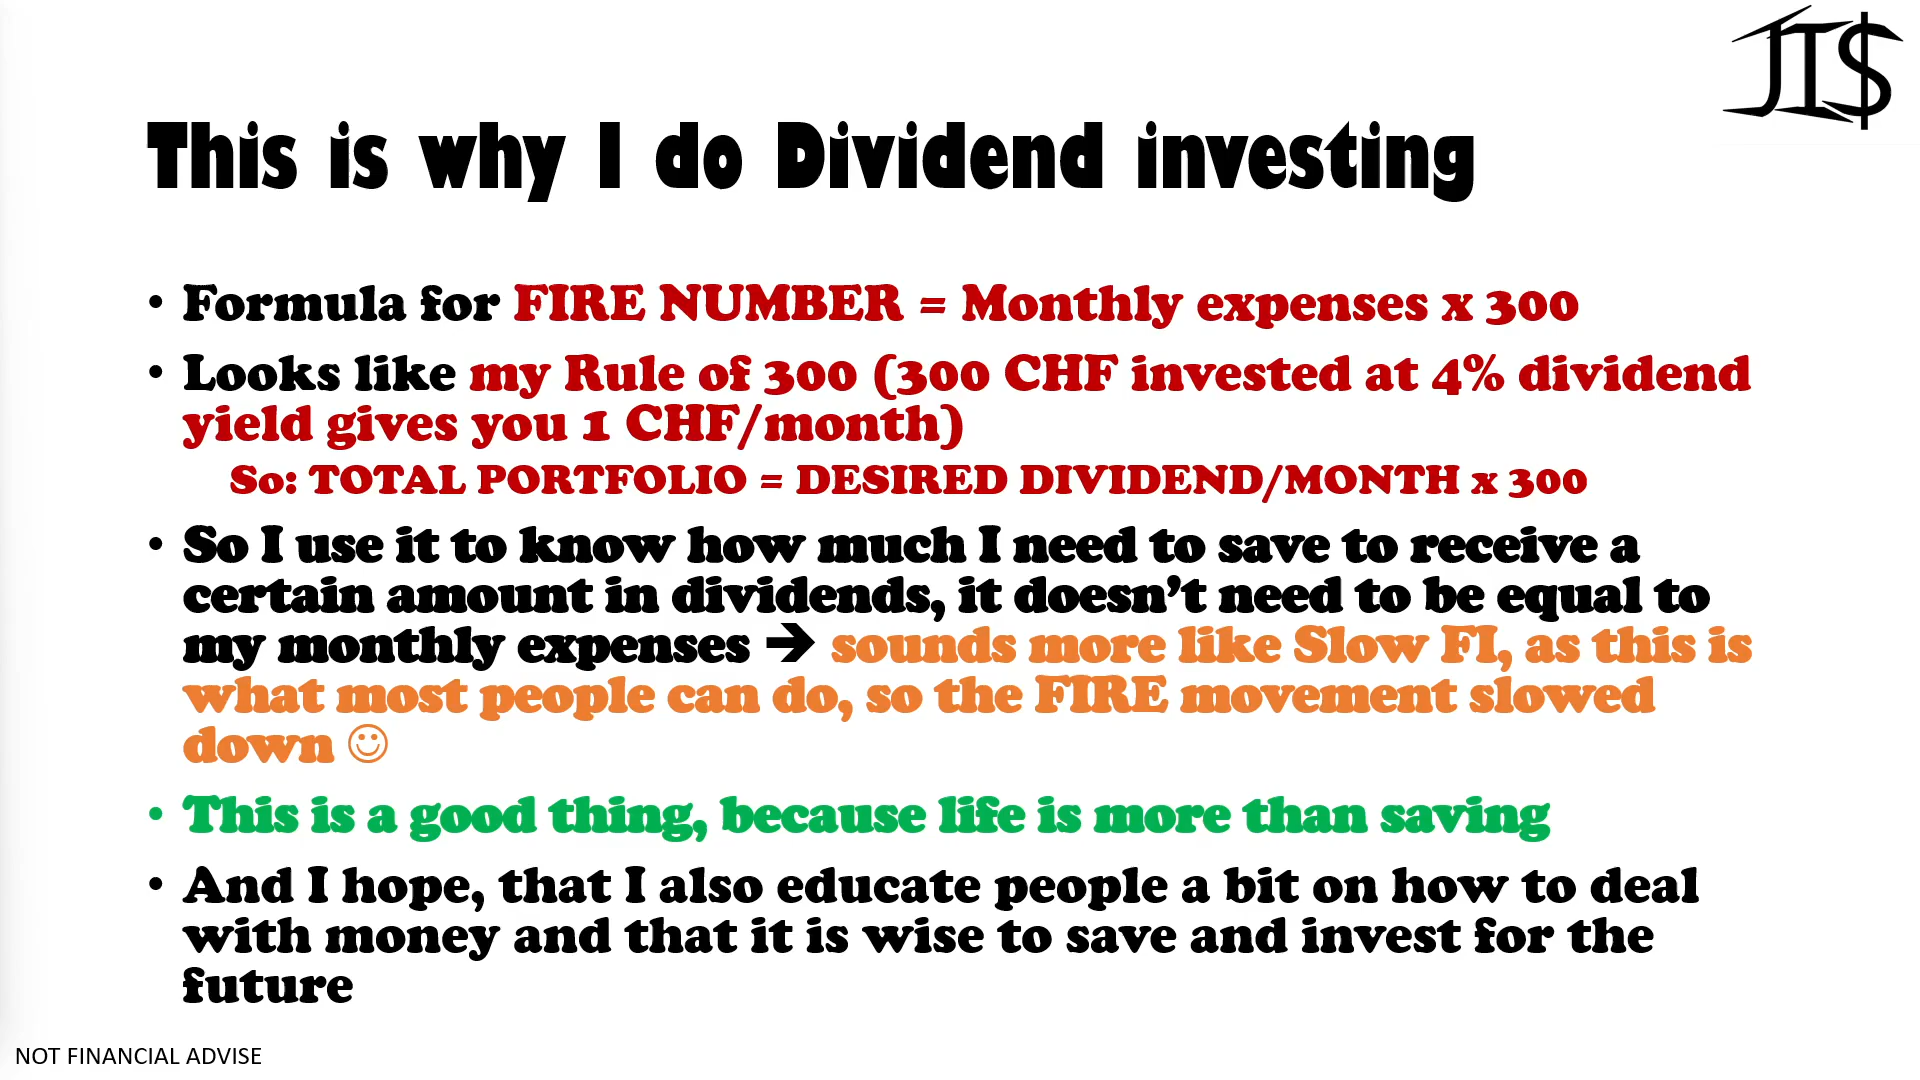 JI$
This is why I do Dividend investing
• Formula for FIRE NUMBER = Monthly expenses x 300
• Looks like my Rule of 300 (300 CHF invested at 4% dividend
yield gives you 1 CHF/month)
So: TOTAL PORTFOLIO = DESIRED DIVIDEND/MONTH x 300
• So I use it to know how much I need to save to receive a
certain amount in dividends, it doesn’t need to be equal to
my monthly expenses ➔ sounds more like Slow FI, as this is
what most people can do, so the FIRE movement slowed
down ☺
• This is a good thing, because life is more than saving
• And I hope, that I also educate people a bit on how to deal
with money and that it is wise to save and invest for the
future
NOT FINANCIAL ADVISE